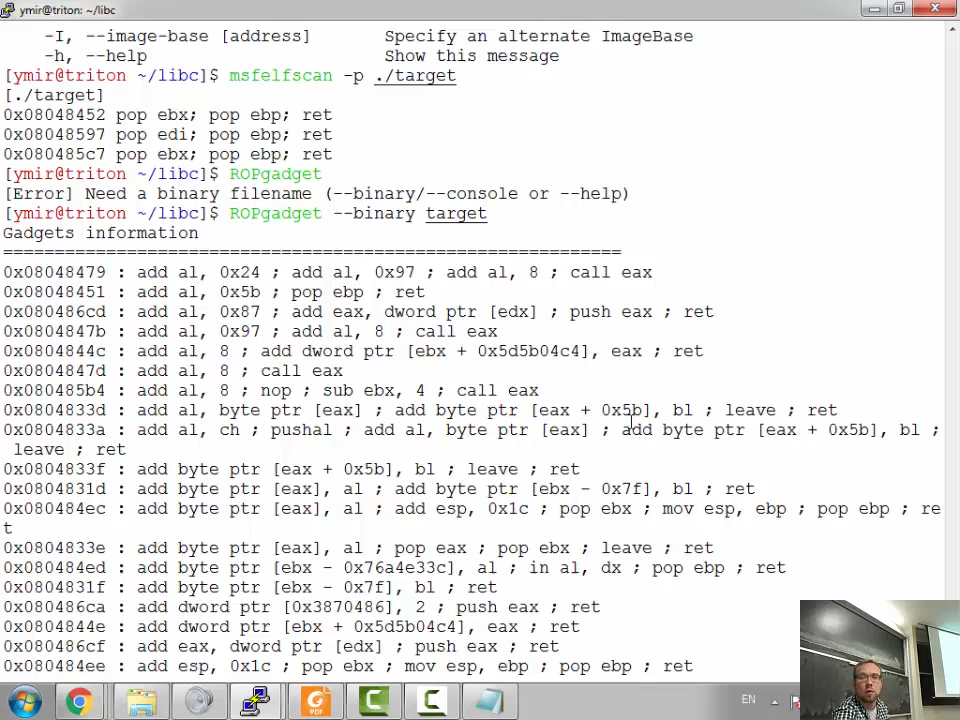 ymir@triton: ~/libc
-I, --image-base [address]        Specify an alternate ImageBase
-h, --help                        Show this message
[ymir@triton ~/libc]$ msfelfscan -p ./target
[./target]
0x08048452 pop ebx; pop ebp; ret
0x08048597 pop edi; pop ebp; ret
0x080485c7 pop ebx; pop ebp; ret
[ymir@triton ~/libc]$ ROPgadget
[Error] Need a binary filename (--binary/--console or --help)
[ymir@triton ~/libc]$ ROPgadget --binary target
Gadgets information
============================================================
0x08048479 : add al, 0x24 ; add al, 0x97 ; add al, 8 ; call eax
0x08048451 : add al, 0x5b ; pop ebp ; ret
0x080486cd : add al, 0x87 ; add eax, dword ptr [edx] ; push eax ; ret
0x0804847b : add al, 0x97 ; add al, 8 ; call eax
0x0804844c : add al, 8 ; add dword ptr [ebx + 0x5d5b04c4], eax ; ret
0x0804847d : add al, 8 ; call eax
0x080485b4 : add al, 8 ; nop ; sub ebx, 4 ; call eax
0x0804833d : add al, byte ptr [eax] ; add byte ptr [eax + 0x5b], bl ; leave ; ret
0x0804833a : add al, ch ; pushal ; add al, byte ptr [eax] ; add byte ptr [eax + 0x5b], bl ;
leave ; ret
0x0804833f : add byte ptr [eax + 0x5b], bl ; leave ; ret
0x0804831d : add byte ptr [eax], al ; add byte ptr [ebx - 0x7f], bl ; ret
0x080484ec : add byte ptr [eax], al ; add esp, 0x1c ; pop ebx ; mov esp, ebp ; pop ebp ; re
t
0x0804833e : add byte ptr [eax], al ; pop eax ; pop ebx ; leave ; ret
0x080484ed : add byte ptr [ebx - 0x76a4e33c], al ; in al, dx ; pop ebp ; ret
0x0804831f : add byte ptr [ebx - 0x7f], bl ; ret
0x080486ca : add dword ptr [0x3870486], 2 ; push eax ; ret
0x0804844e : add dword ptr [ebx + 0x5d5b04c4], eax ; ret
0x080486cf : add eax, dword ptr [edx] ; push eax ; ret
0x080484ee : add esp, 0x1c ; pop ebx ; mov esp, ebp ; pop ebp ; ret
PDF
EN